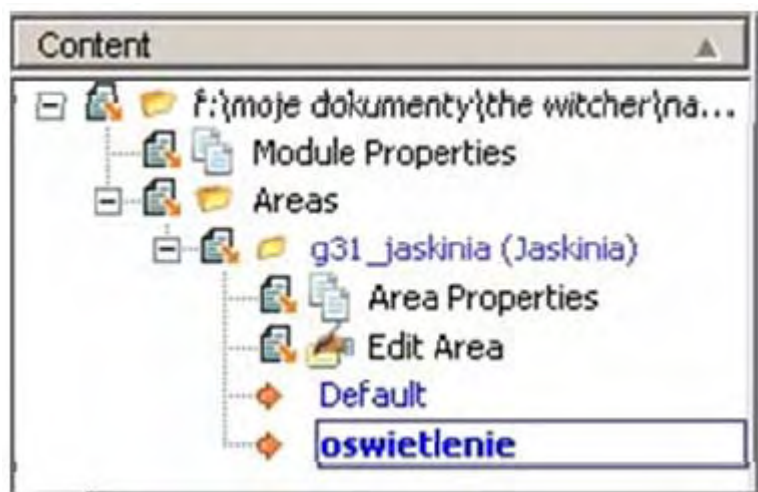 Content
f:\moje dokumenty\the witcher\na...
Module Properties
Areas
g31_jaskinia (Jaskinia)
Area Properties
Edit Area
Default
oswietlenie